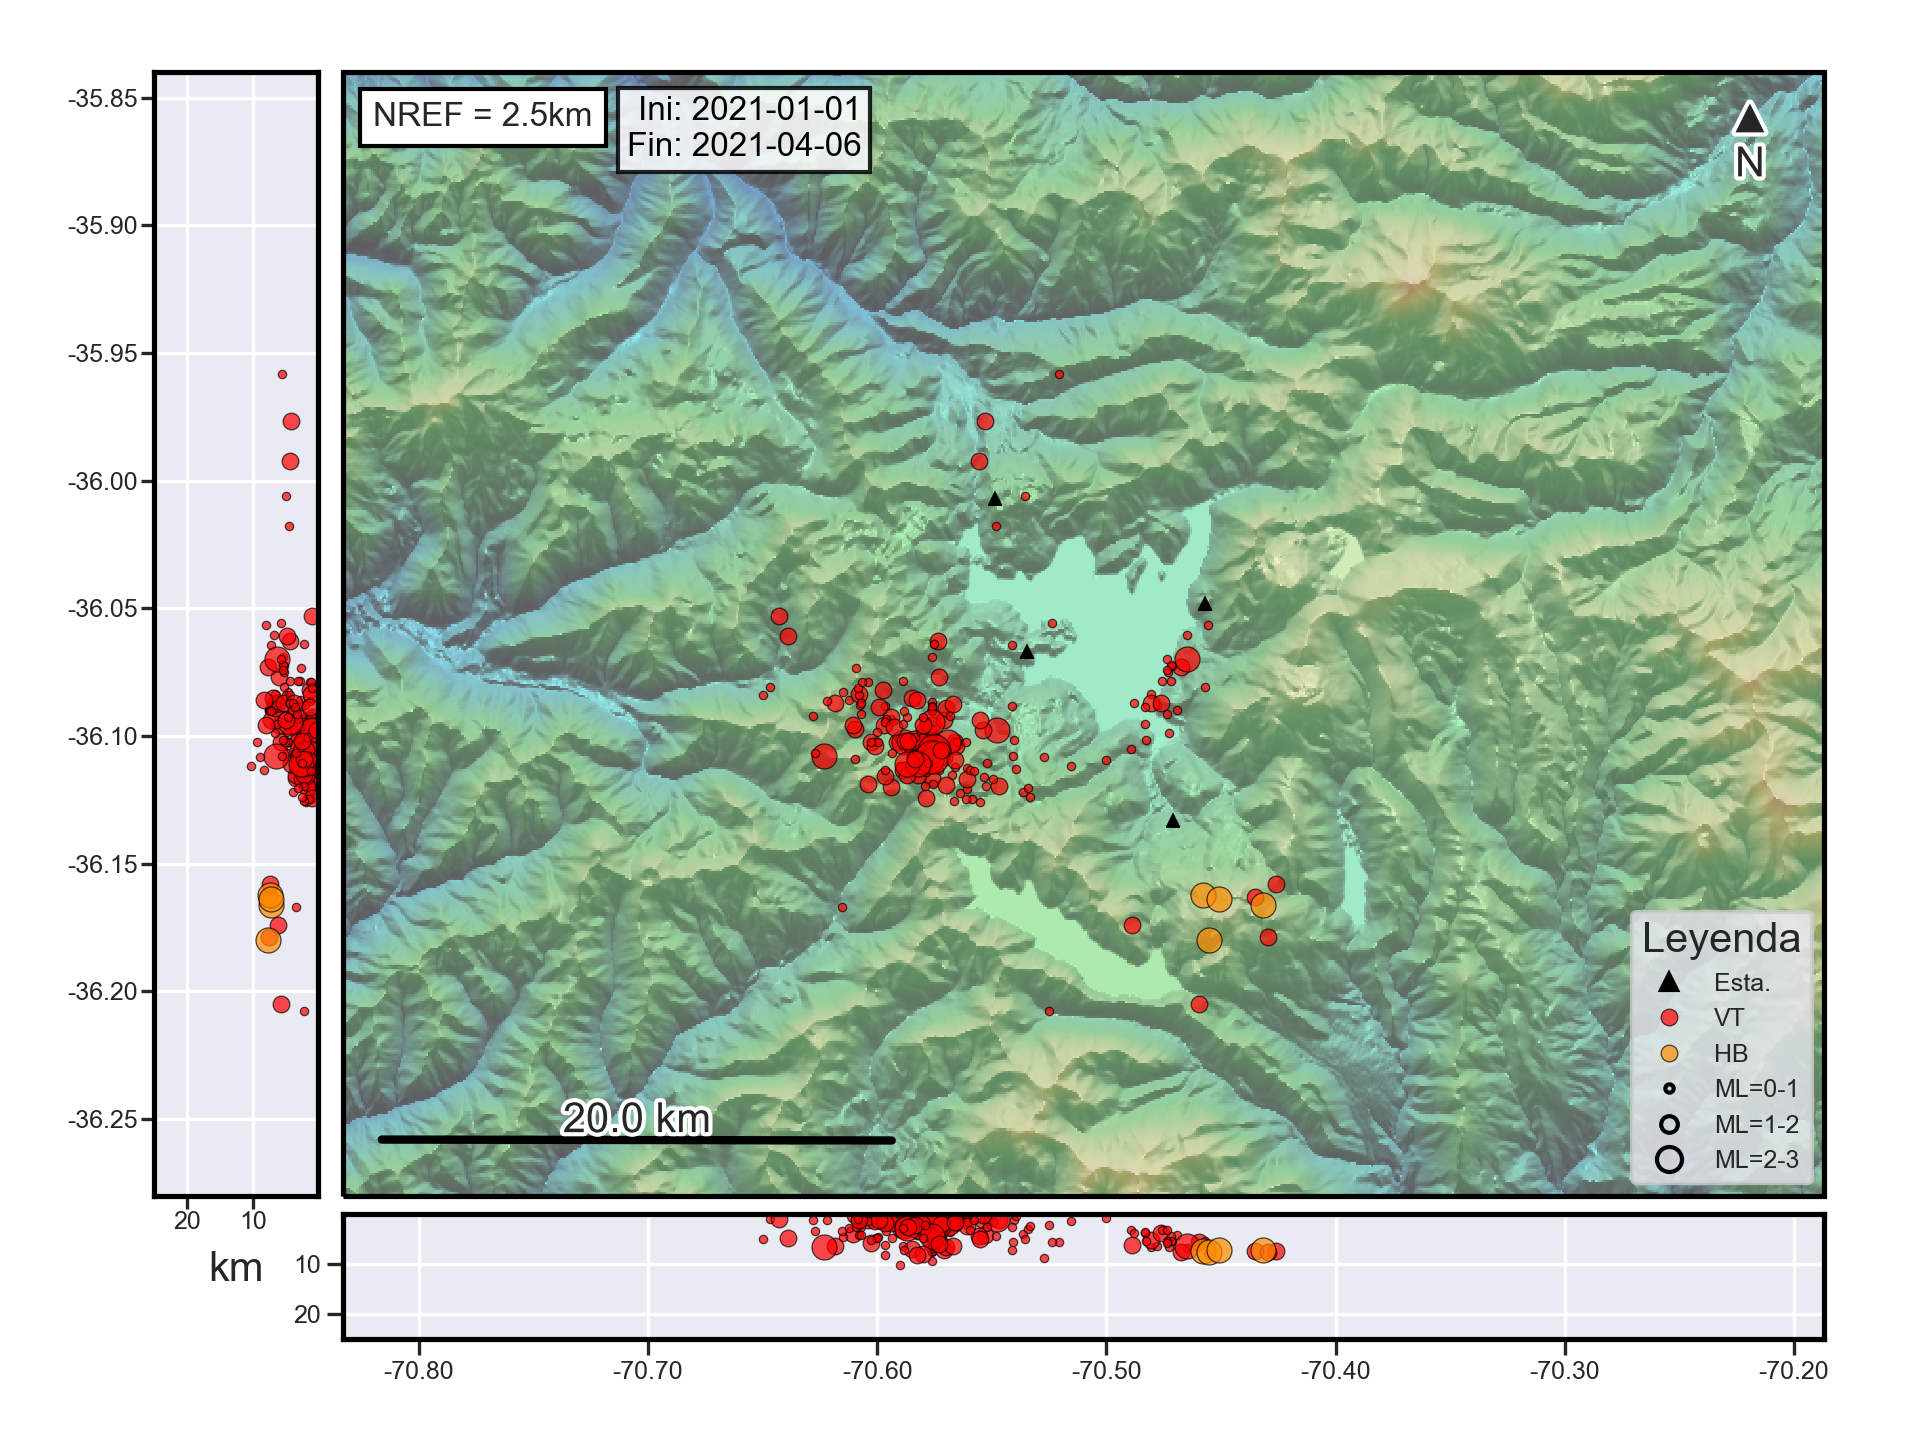 NREF = 2.5km
Ini: 2021-01-01
Fin: 2021-04-06
N
-35.85
-35.90
-35.95
-36.00
-36.05
-36.10
-36.15
-36.20
-36.25
20.0 km
Leyenda
Esta.
VT
HB
ML=0-1
ML=1-2
ML=2-3
20 10
km
10
20
-70.80 -70.70 -70.60 -70.50 -70.40 -70.30 -70.20